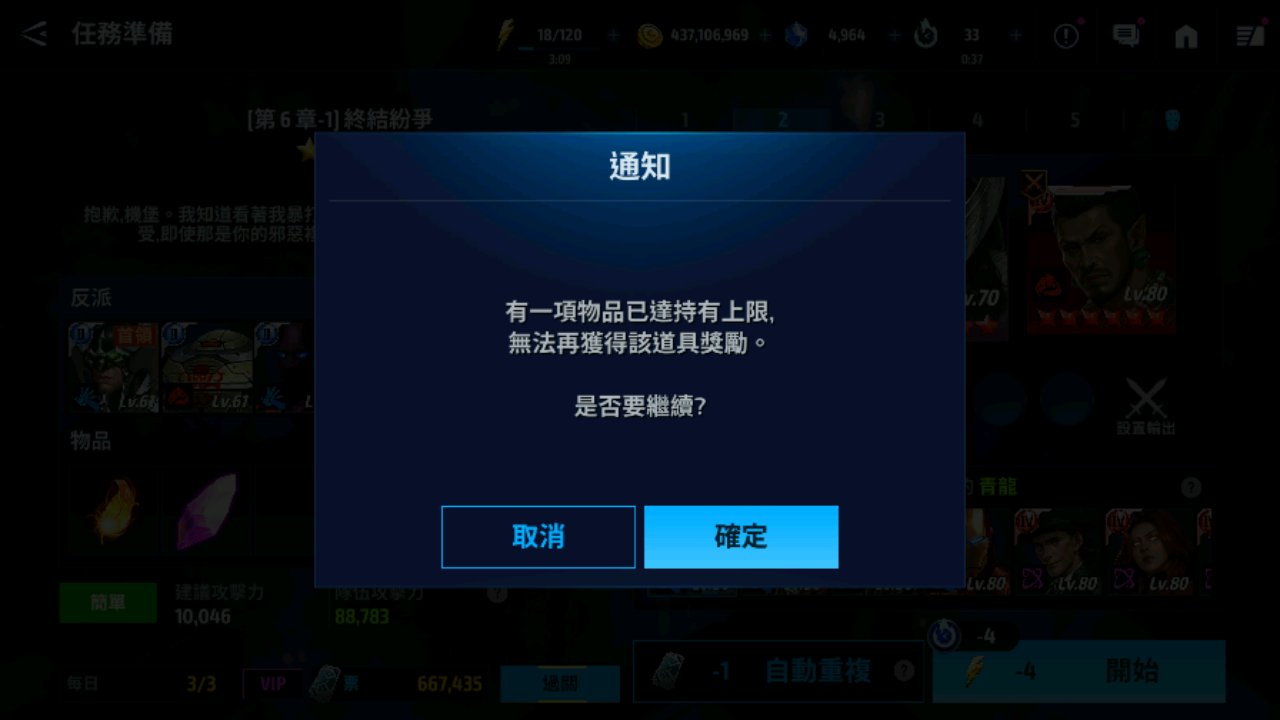 任務準備
18/120
3:09
437,106,969
4,964
33
0:37
[第 6 章-1] 終結紛爭
1
2
3
4
5
通知
抱歉,機堡。我知道看著我暴打
受,即使那是你的邪惡複
有一項物品已達持有上限,
無法再獲得該道具獎勵。
是否要繼續?
取消
確定
反派
首領
Lv.61
Lv.61
物品
v.70
Lv.80
設置輸出
青龍
?
Lv.80
Lv.80
Lv.80
簡單
建議攻擊力
10,046
隊伍攻擊力
88,783
?
每日
3/3
VIP
票
667,435
過關
-1
自動重複
?
-4
-4
開始